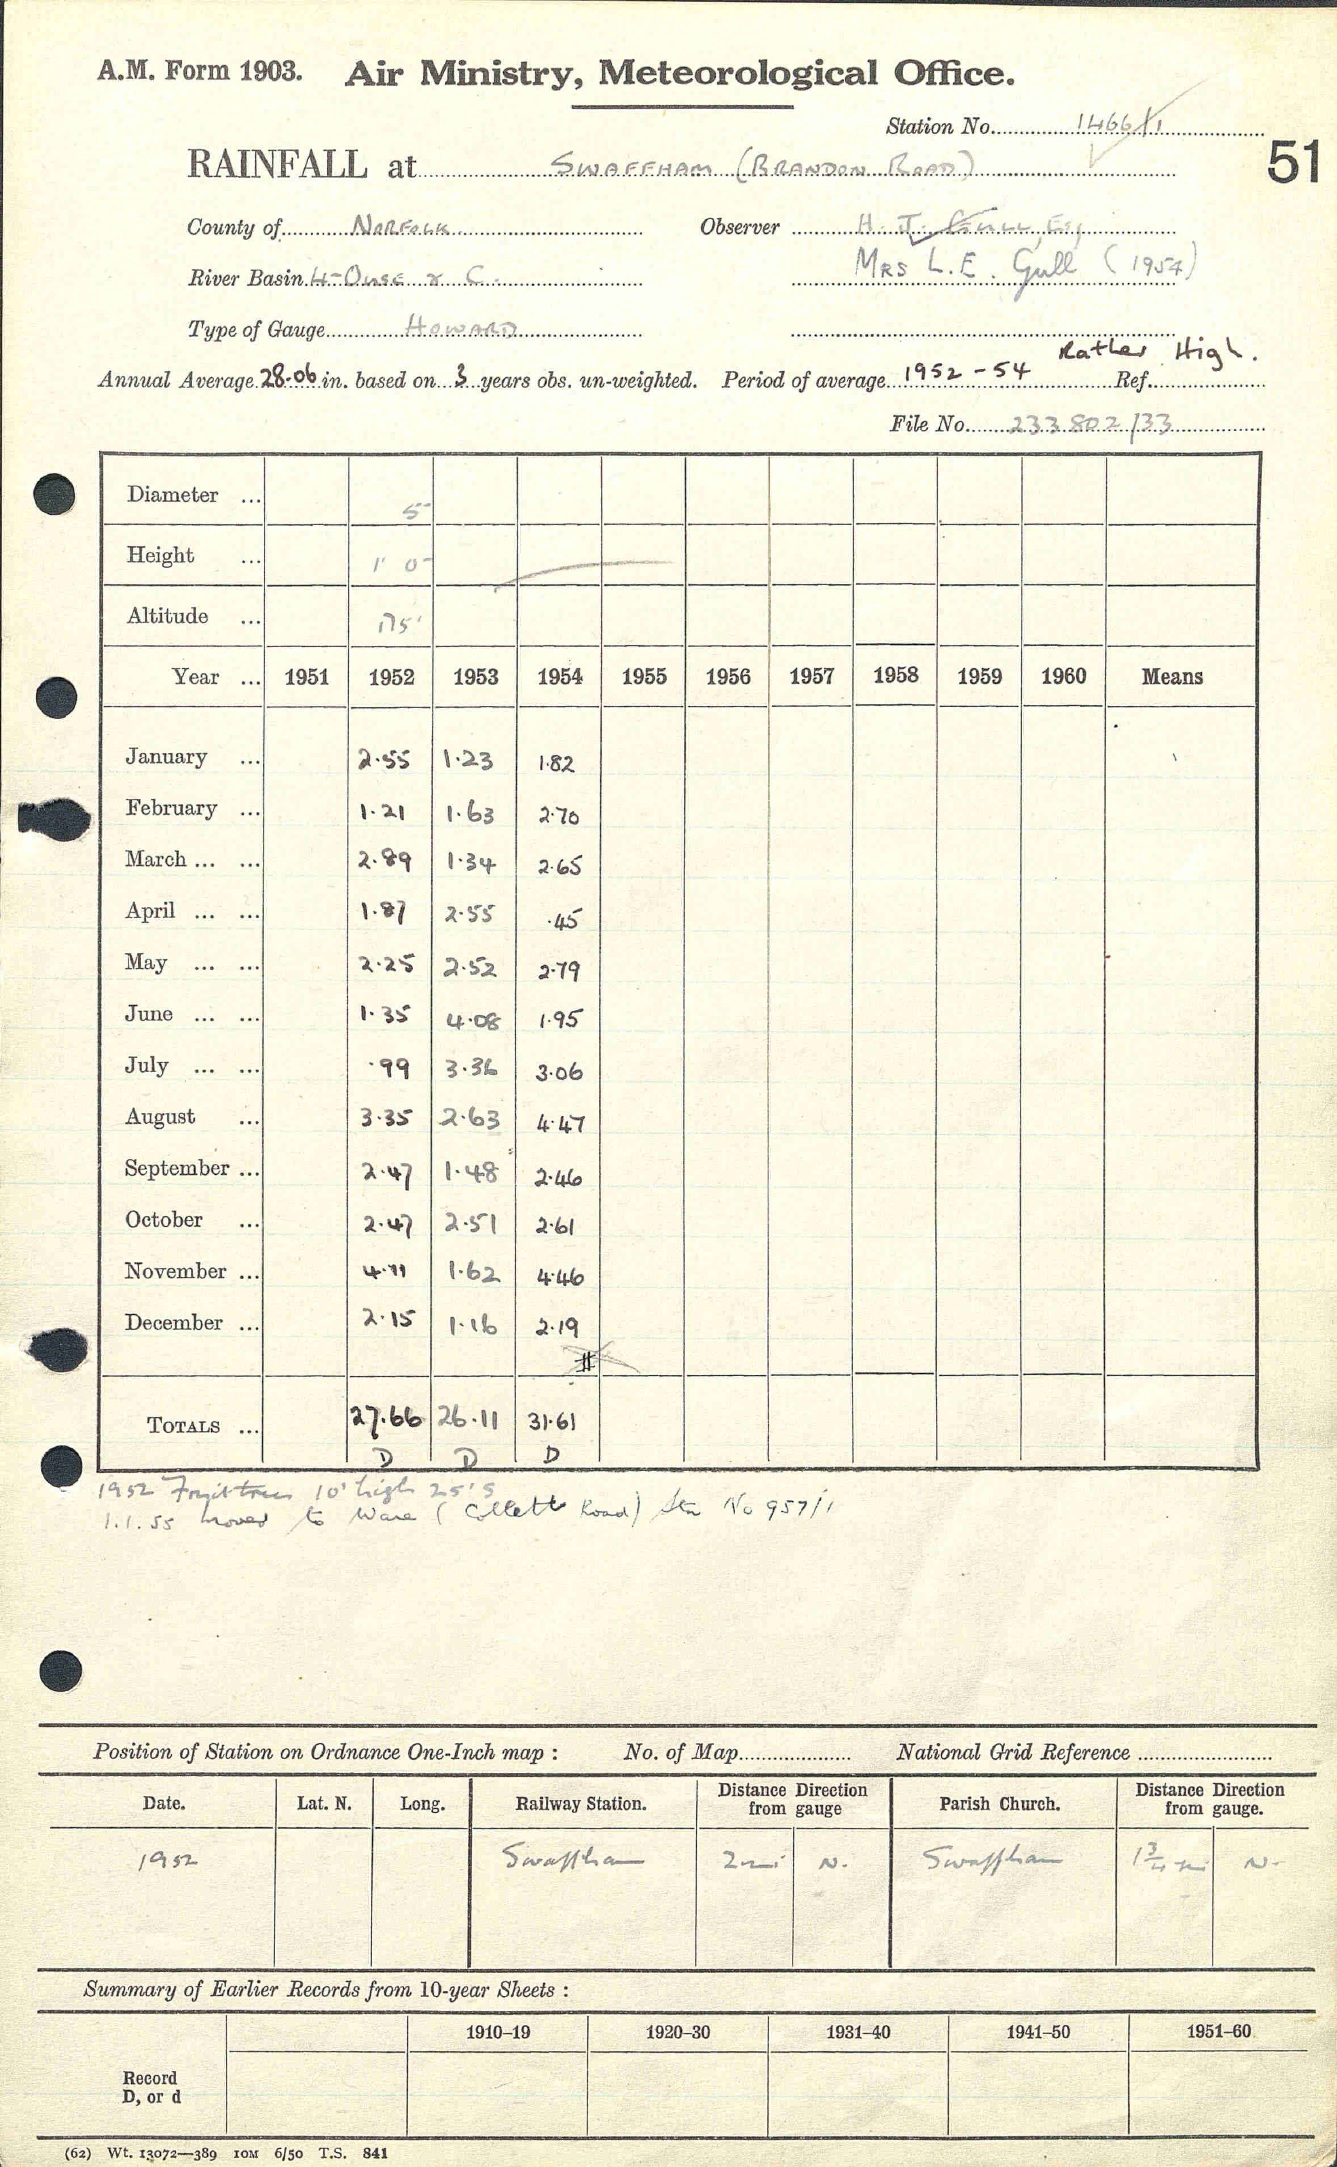 A.M. Form 1903. Air Ministry, Meteorological Office.
Station No. 1466/1
RAINFALL at SWAFFHAM (BRANDON ROAD) 51
County of NORFOLK Observer H. J. Gull, Esq
River Basin 4-OUSE & C. MRS L.E. Gull (1954)
Type of Gauge HOWARD
Rather High.
Annual Average 28.06 in. based on 3 years obs. un-weighted. Period of average 1952 - 54 Ref.
File No. 233802/33
Diameter ... 5"
Height ... 1' 0"
Altitude ... 175'
Year ... 1951 1952 1953 1954 1955 1956 1957 1958 1959 1960 Means
January ... 2.55 1.23 1.82
February ... 1.21 1.63 2.70
March ... ... 2.89 1.34 2.65
April ... ... 1.87 2.55 .45
May ... ... 2.25 2.52 2.79
June ... ... 1.35 4.08 1.95
July ... ... .99 3.36 3.06
August ... 3.35 2.63 4.47
September ... 2.47 1.48 2.46
October ... 2.47 2.51 2.61
November ... 4.11 1.62 4.46
December ... 2.15 1.16 2.19
#
TOTALS ... 27.66 26.11 31.61
D D D
1952 Fruit trees 10' high 25' S
1.1.55 moved to Ware (Collett Road) Stn No 957/1
Position of Station on Ordnance One-Inch map : No. of Map National Grid Reference
Date. Lat. N. Long. Railway Station. Distance Direction from gauge Parish Church. Distance Direction from gauge.
1952 Swaffham 2 mi N. Swaffham 1 3/4 mi N.
Summary of Earlier Records from 10-year Sheets :
1910–19 1920–30 1931–40 1941–50 1951–60
Record
D, or d
(62) Wt. 13072—389 10M 6/50 T.S. 841